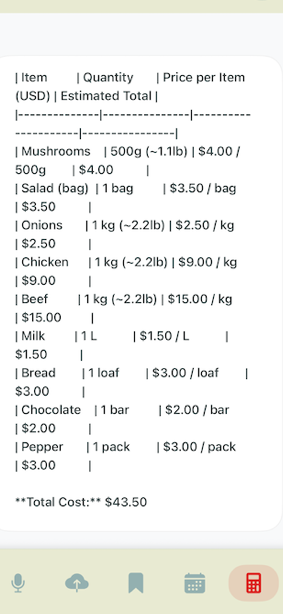 | Item | Quantity | Price per Item
(USD) | Estimated Total |
|--------------|---------------|----------
-----------|----------------|
| Mushrooms | 500g (~1.1lb) | $4.00 /
500g | $4.00 |
| Salad (bag) | 1 bag | $3.50 / bag
| $3.50 |
| Onions | 1 kg (~2.2lb) | $2.50 / kg
| $2.50 |
| Chicken | 1 kg (~2.2lb) | $9.00 / kg
| $9.00 |
| Beef | 1 kg (~2.2lb) | $15.00 / kg
| $15.00 |
| Milk | 1 L | $1.50 / L |
$1.50 |
| Bread | 1 loaf | $3.00 / loaf |
$3.00 |
| Chocolate | 1 bar | $2.00 / bar
| $2.00 |
| Pepper | 1 pack | $3.00 / pack
| $3.00 |
**Total Cost:** $43.50